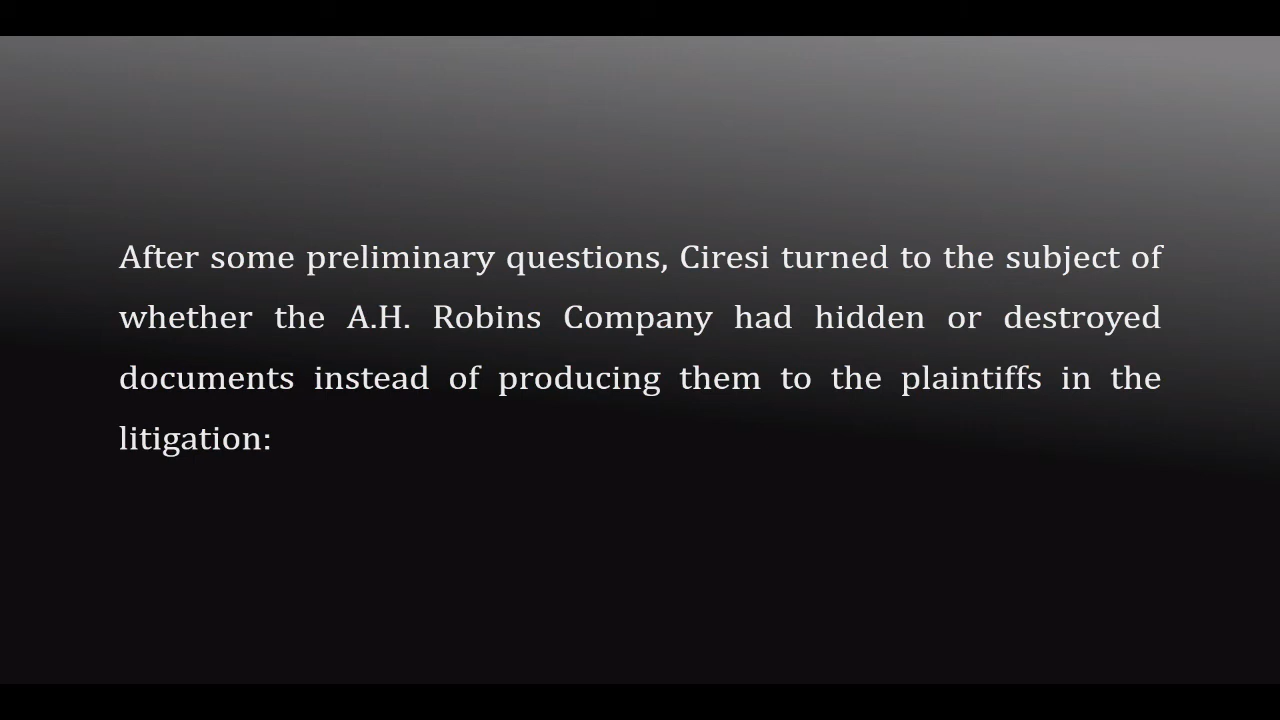 After some preliminary questions, Ciresi turned to the subject of
whether the A.H. Robins Company had hidden or destroyed
documents instead of producing them to the plaintiffs in the
litigation: